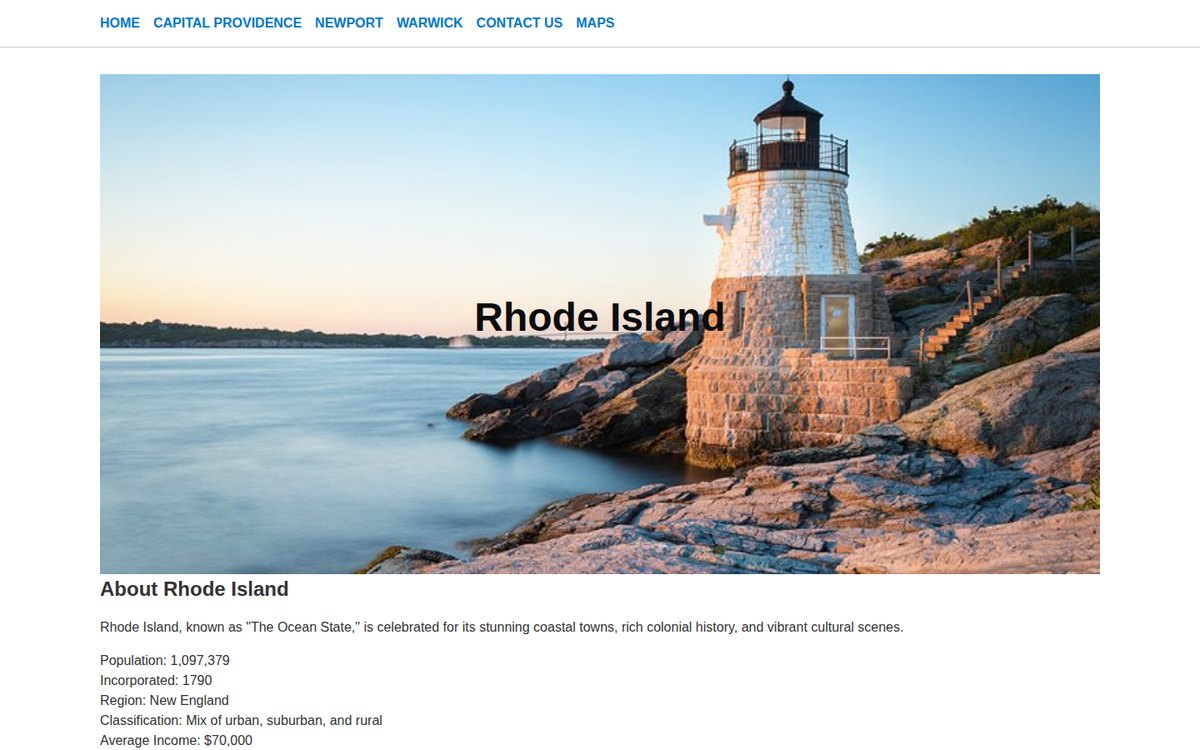 HOME CAPITAL PROVIDENCE NEWPORT WARWICK CONTACT US MAPS
Rhode Island
About Rhode Island
Rhode Island, known as "The Ocean State," is celebrated for its stunning coastal towns, rich colonial history, and vibrant cultural scenes.
Population: 1,097,379
Incorporated: 1790
Region: New England
Classification: Mix of urban, suburban, and rural
Average Income: $70,000